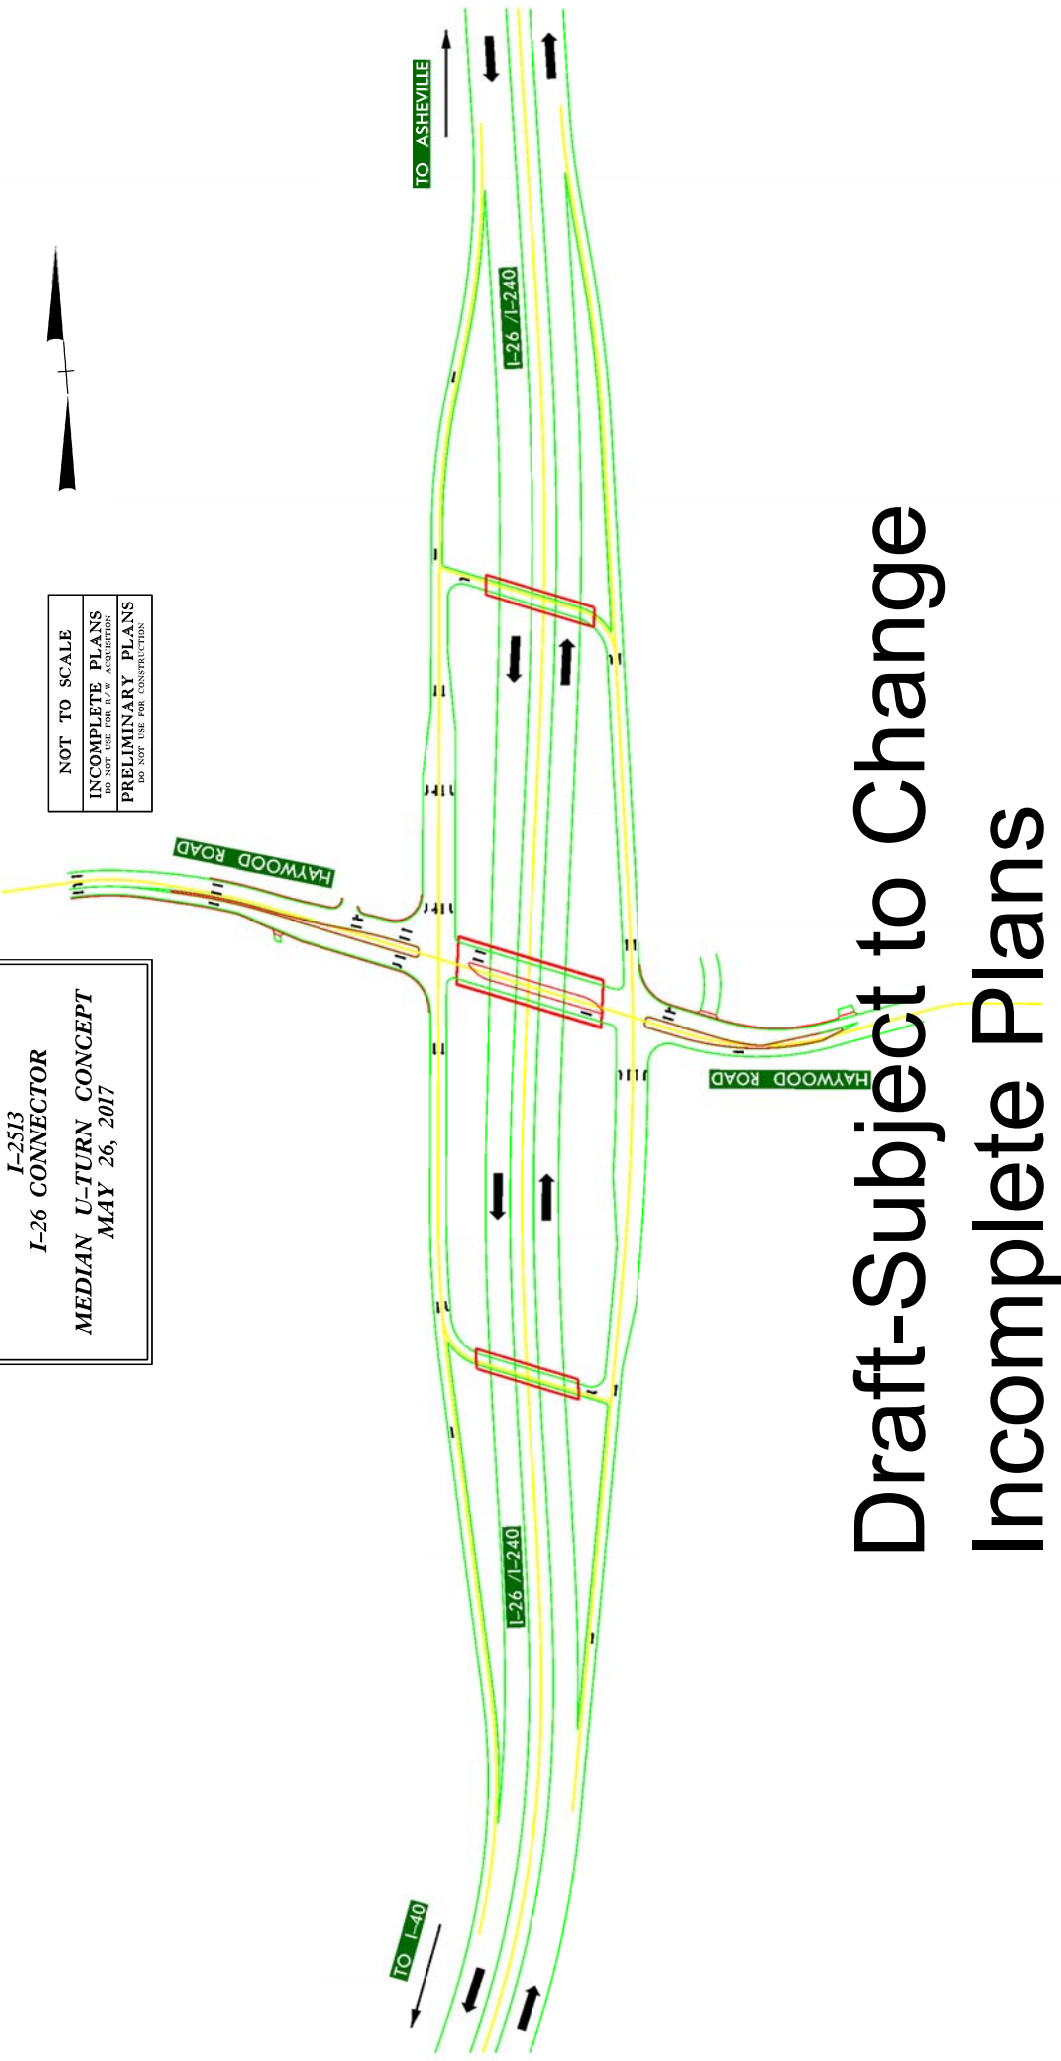 I-2513
I-26 CONNECTOR
MEDIAN U-TURN CONCEPT
MAY 26, 2017
NOT TO SCALE
INCOMPLETE PLANS
DO NOT USE FOR R/W ACQUISITION
PRELIMINARY PLANS
DO NOT USE FOR CONSTRUCTION
HAYWOOD ROAD
TO I-40
TO ASHEVILLE
I-26 /I-240
I-26 /I-240
HAYWOOD ROAD
Draft-Subject to Change
Incomplete Plans